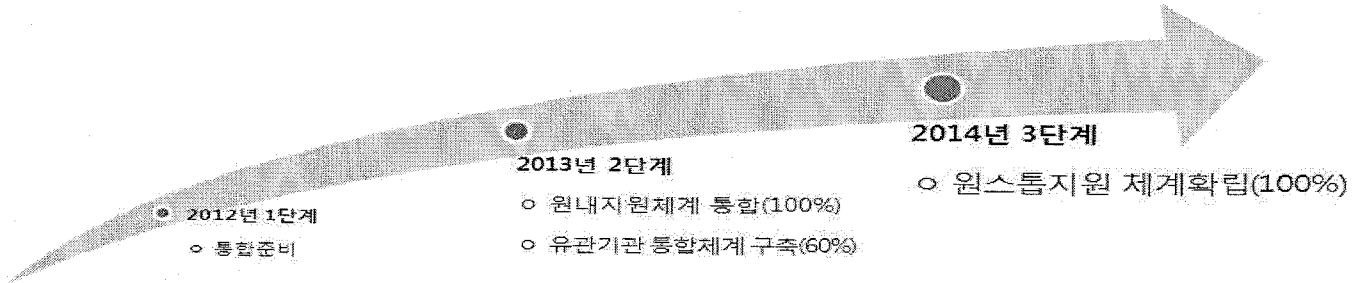 2012년 1단계
o 통합준비
2013년 2단계
o 원내지원체계 통합(100%)
o 유관기관 통합체계 구축(60%)
2014년 3단계
o 원스톱지원 체계확립(100%)